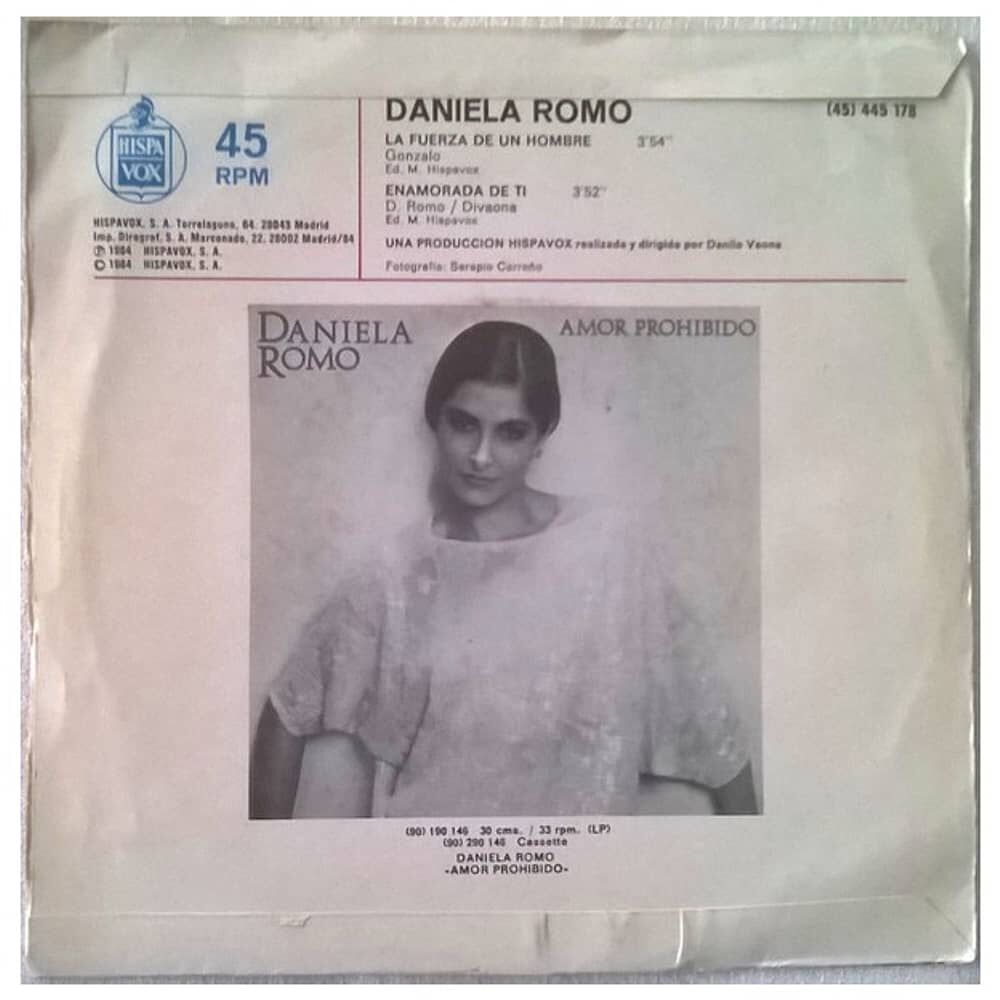 HISPA
VOX
45
RPM
HISPAVOX, S. A. Torrelaguna, 64. 28043 Madrid
Imp. Diregraf, S. A. Marcenado, 22. 28002 Madrid/84
Ⓟ 1984 HISPAVOX, S. A.
© 1984 HISPAVOX, S. A.
DANIELA ROMO
(45) 445 178
LA FUERZA DE UN HOMBRE 3'54''
Gonzalo
Ed. M. Hispavox
ENAMORADA DE TI 3'52''
D. Romo / Divaona
Ed. M. Hispavox
UNA PRODUCCION HISPAVOX realizada y dirigida por Danilo Vaona
Fotografía: Serapio Carreño
DANIELA
ROMO
AMOR PROHIBIDO
(90) 190 146 30 cms. / 33 rpm. (LP)
(90) 290 146 Cassette
DANIELA ROMO
«AMOR PROHIBIDO»